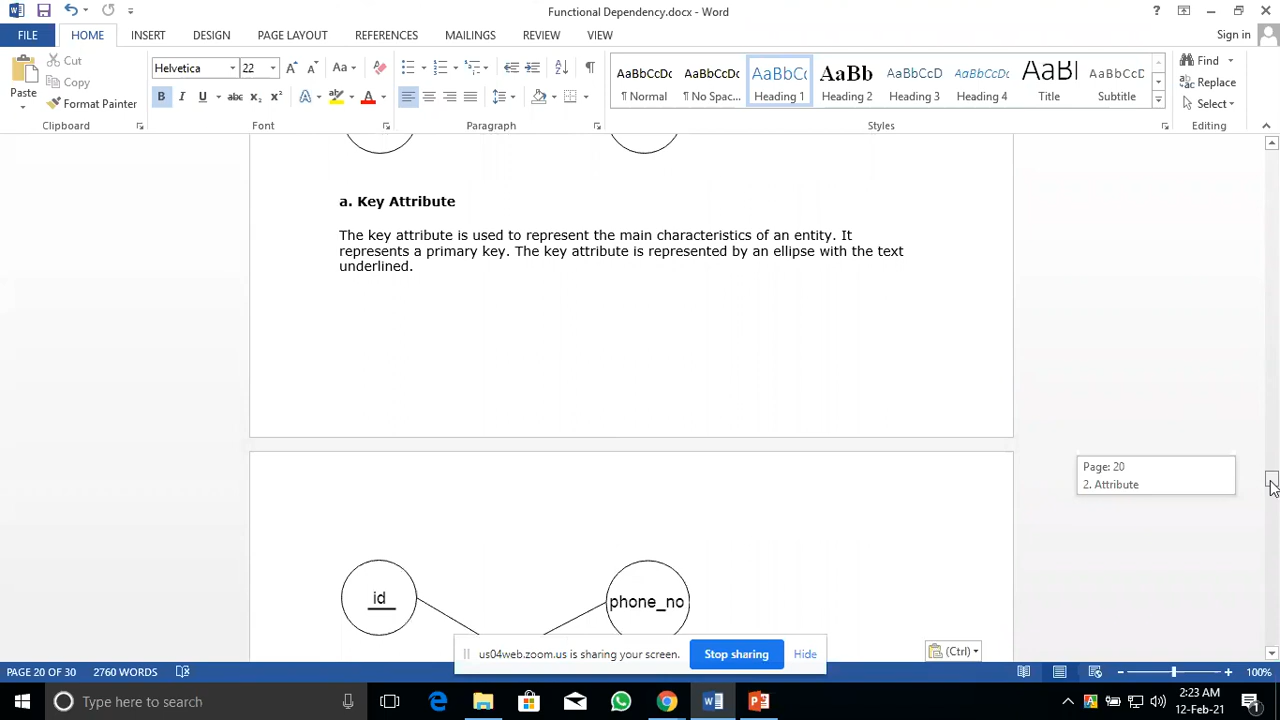 Functional Dependency.docx - Word
?
FILE HOME INSERT DESIGN PAGE LAYOUT REFERENCES MAILINGS REVIEW VIEW Sign in
Paste Cut
Copy
Format Painter
Clipboard
Helvetica 22 Aa
B I U abc x₂ x² A A
Font
Paragraph
AaBbCcDc AaBbCcDc AaBbCc AaBb AaBbCcD AaBbCcD AaBl AaBbCcD
¶ Normal ¶ No Spac... Heading 1 Heading 2 Heading 3 Heading 4 Title Subtitle
Styles
Find
Replace
Select
Editing
a. Key Attribute
The key attribute is used to represent the main characteristics of an entity. It
represents a primary key. The key attribute is represented by an ellipse with the text
underlined.
Page: 20
2. Attribute
id phone_no
us04web.zoom.us is sharing your screen. Stop sharing Hide
(Ctrl)
PAGE 20 OF 30 2760 WORDS 100%
Type here to search
2:23 AM
12-Feb-21
1